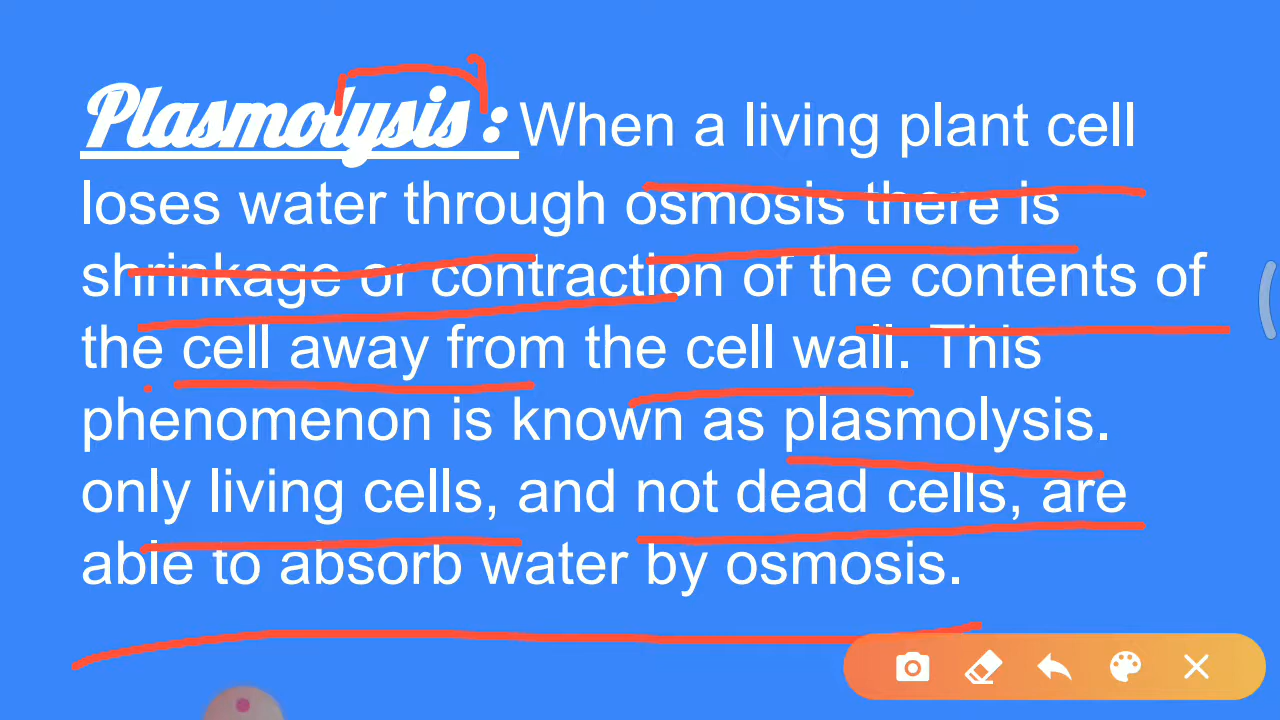 Plasmolysis : When a living plant cell
loses water through osmosis there is
shrinkage or contraction of the contents of
the cell away from the cell wall. This
phenomenon is known as plasmolysis.
only living cells, and not dead cells, are
able to absorb water by osmosis.